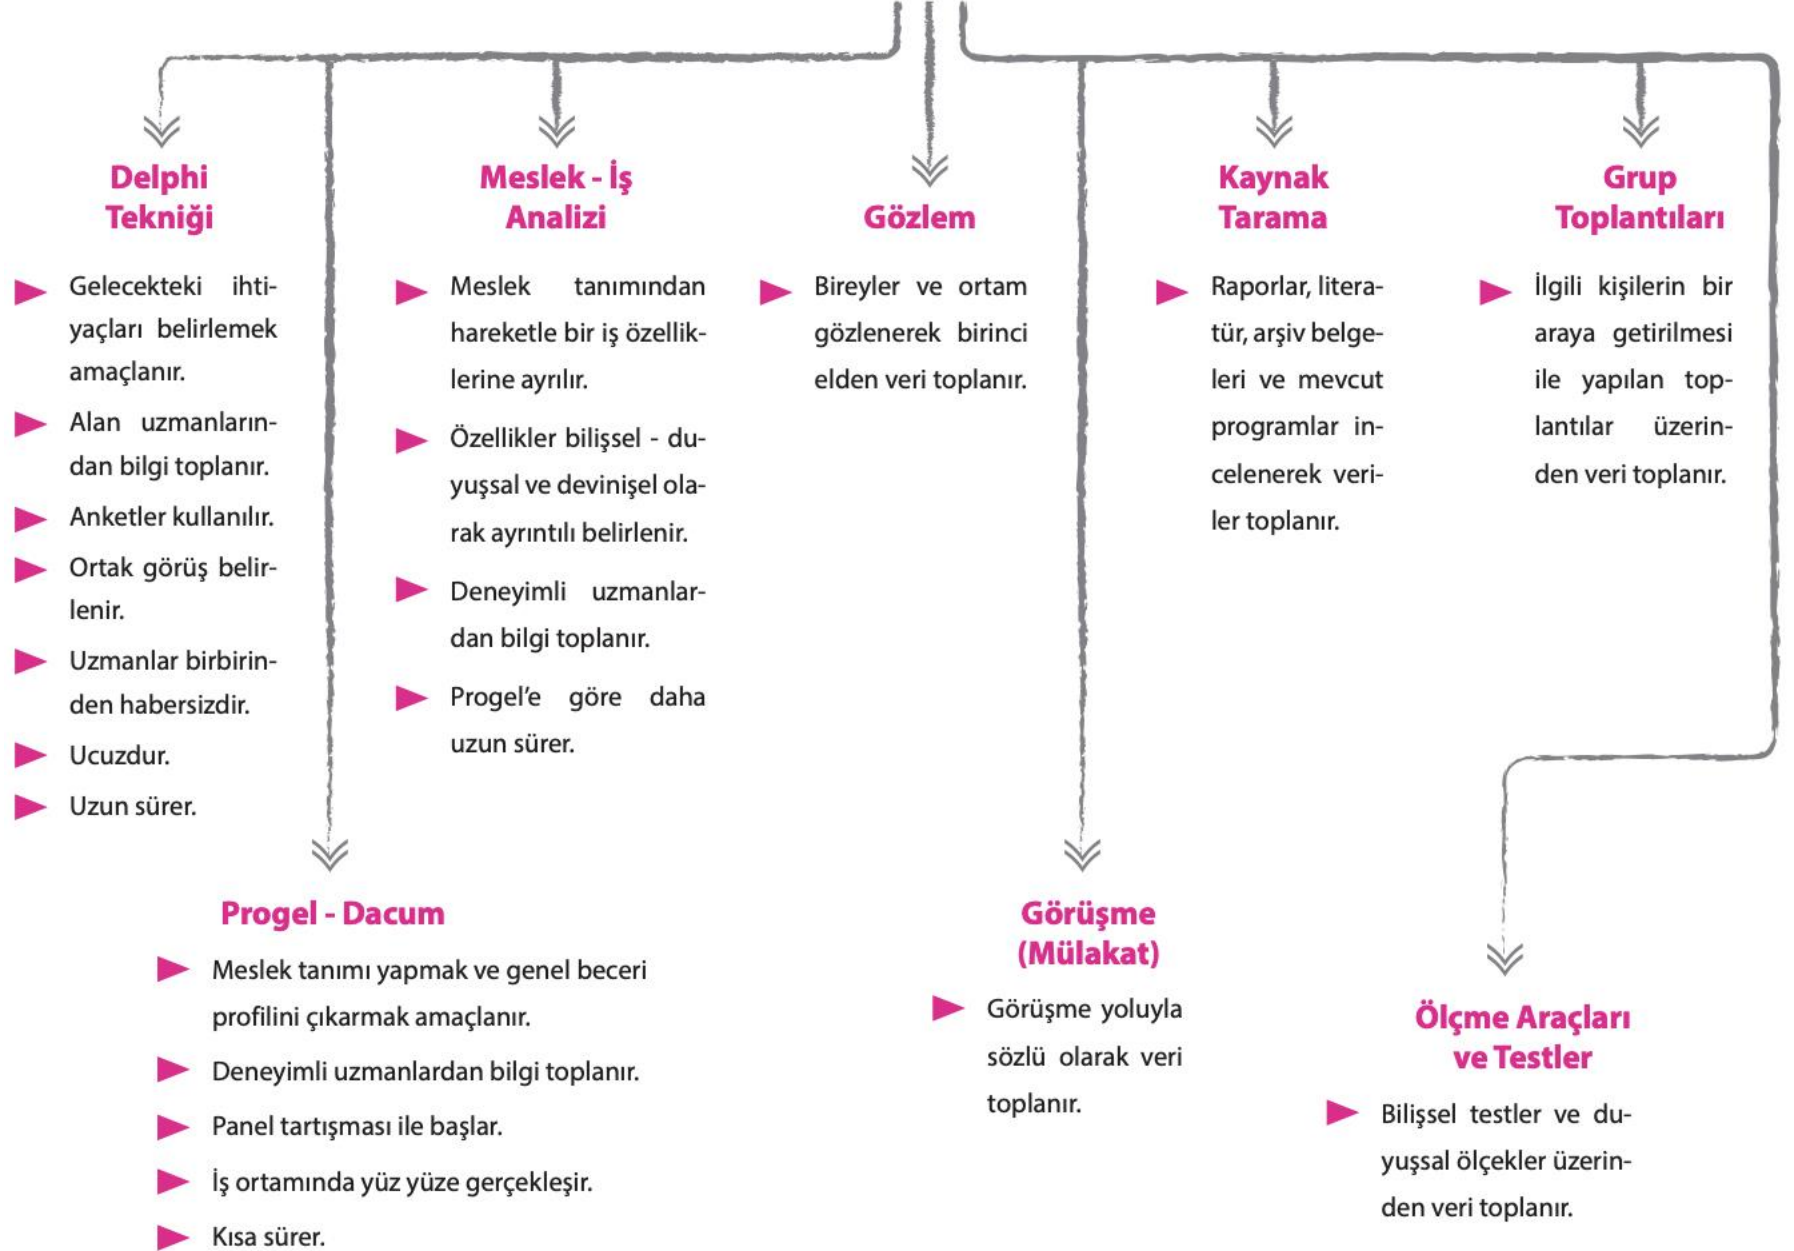 Delphi
Tekniği
Gelecekteki ihti-
yaçları belirlemek
amaçlanır.
Alan uzmanların-
dan bilgi toplanır.
Anketler kullanılır.
Ortak görüş belir-
lenir.
Uzmanlar birbirin-
den habersizdir.
Ucuzdur.
Uzun sürer.
Meslek - İş
Analizi
Meslek tanımından
hareketle bir iş özellik-
lerine ayrılır.
Özellikler bilişsel - du-
yuşsal ve devinişel ola-
rak ayrıntılı belirlenir.
Deneyimli uzmanlar-
dan bilgi toplanır.
Progel'e göre daha
uzun sürer.
Gözlem
Bireyler ve ortam
gözlenerek birinci
elden veri toplanır.
Kaynak
Tarama
Raporlar, litera-
tür, arşiv belge-
leri ve mevcut
programlar in-
celenerek veri-
ler toplanır.
Grup
Toplantıları
İlgili kişilerin bir
araya getirilmesi
ile yapılan top-
lantılar üzerin-
den veri toplanır.
Progel - Dacum
Meslek tanımı yapmak ve genel beceri
profilini çıkarmak amaçlanır.
Deneyimli uzmanlardan bilgi toplanır.
Panel tartışması ile başlar.
İş ortamında yüz yüze gerçekleşir.
Kısa sürer.
Görüşme
(Mülakat)
Görüşme yoluyla
sözlü olarak veri
toplanır.
Ölçme Araçları
ve Testler
Bilişsel testler ve du-
yuşsal ölçekler üzerin-
den veri toplanır.